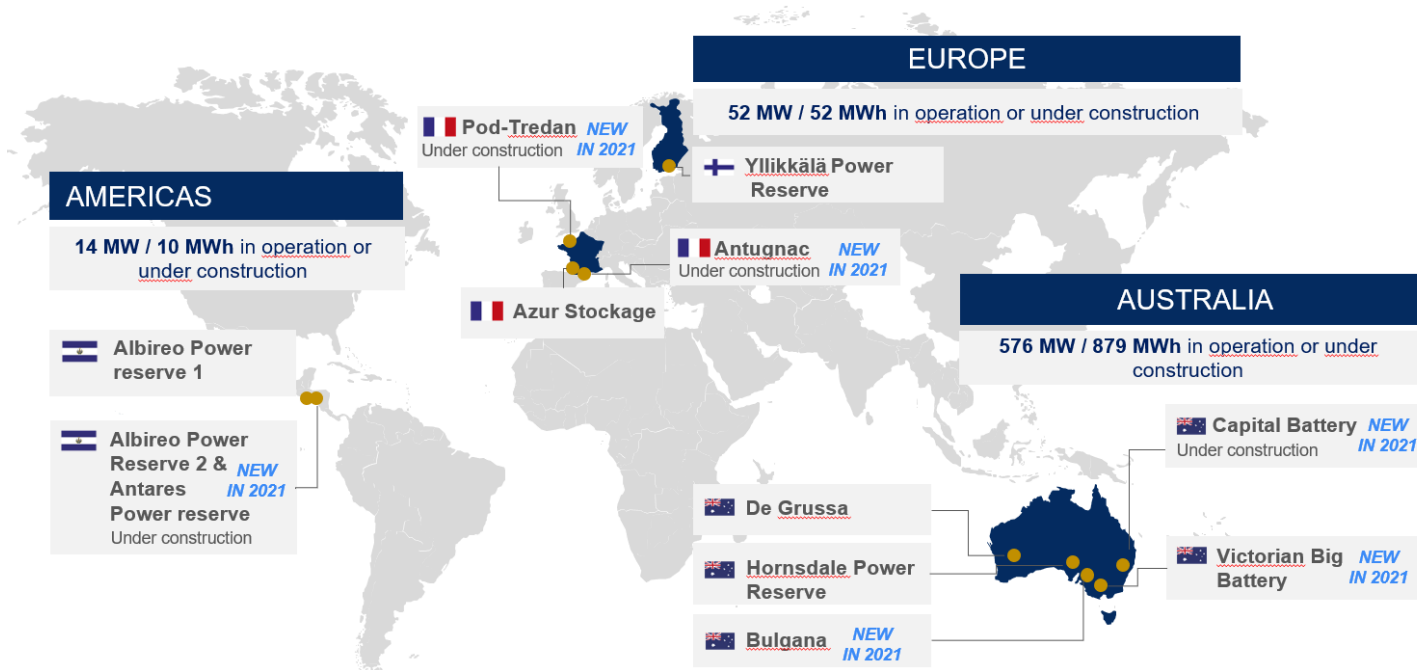 EUROPE
52 MW / 52 MWh in operation or under construction
Pod-Tredan NEW
Under construction IN 2021
Yllikkälä Power
Reserve
AMERICAS
14 MW / 10 MWh in operation or
under construction
Antugnac NEW
Under construction IN 2021
Azur Stockage
AUSTRALIA
576 MW / 879 MWh in operation or under
construction
Albireo Power
reserve 1
Albireo Power
Reserve 2 &
Antares
Power reserve
NEW
IN 2021
Under construction
Capital Battery NEW
Under construction IN 2021
De Grussa
Hornsdale Power
Reserve
Victorian Big
Battery
NEW
IN 2021
Bulgana NEW
IN 2021